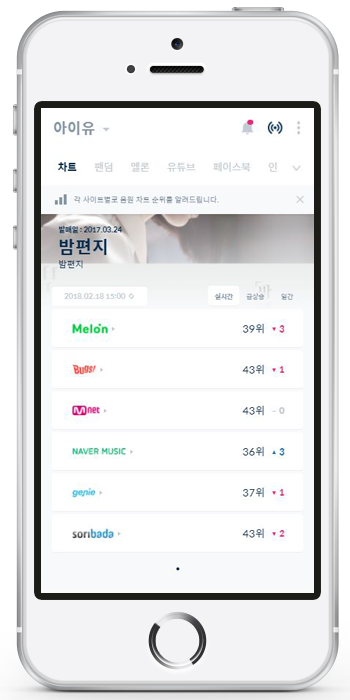 아이유
차트 팬덤 멜론 유튜브 페이스북 인
각 사이트별로 음원 차트 순위를 알려드립니다.
발매일 : 2017.03.24
밤편지
밤편지
2018.02.18 15:00
실시간 급상승 일간
Melon 39위 3
Bugs! 43위 1
Mnet 43위 - 0
NAVER MUSIC 36위 3
genie 37위 1
soribada 43위 2